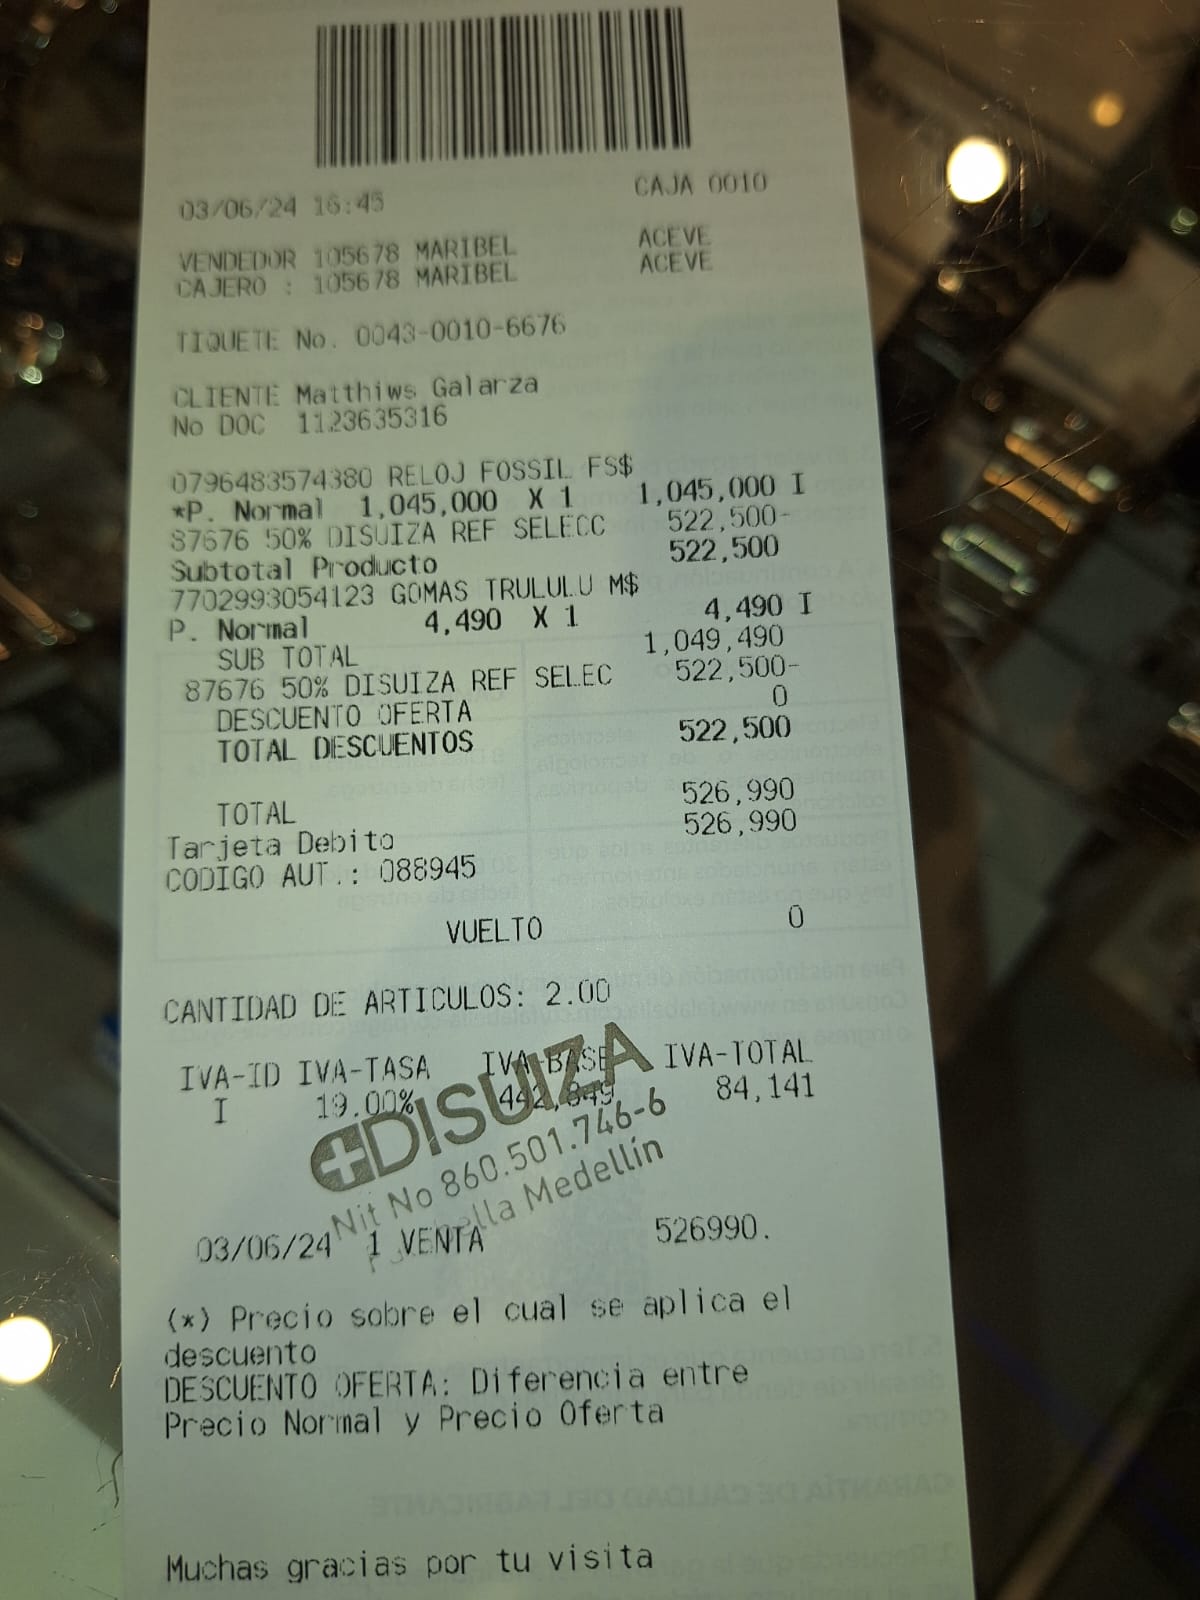 03/06/24 16:45 CAJA 0010
VENDEDOR 105678 MARIBEL ACEVE
CAJERO : 105678 MARIBEL ACEVE
TIQUETE No. 0043-0010-6676
CLIENTE Matthiws Galarza
No DOC 1123635316
0796483574380 RELOJ FOSSIL FS$
*P. Normal 1,045,000 X 1 1,045,000 I
87676 50% DISUIZA REF SELECC 522,500-
Subtotal Producto 522,500
7702993054123 GOMAS TRULULU M$
P. Normal 4,490 X 1 4,490 I
SUB TOTAL 1,049,490
87676 50% DISUIZA REF SELEC 522,500-
DESCUENTO OFERTA 0
TOTAL DESCUENTOS 522,500
TOTAL 526,990
Tarjeta Debito 526,990
CODIGO AUT.: 088945
VUELTO 0
CANTIDAD DE ARTICULOS: 2.00
IVA-ID IVA-TASA IVA-BASE IVA-TOTAL
I 19.00% 442,849 84,141
DISUIZA
Nit No 860.501.746-6
Medellín
03/06/24 1 VENTA 526990.
(*) Precio sobre el cual se aplica el
descuento
DESCUENTO OFERTA: Diferencia entre
Precio Normal y Precio Oferta
Muchas gracias por tu visita